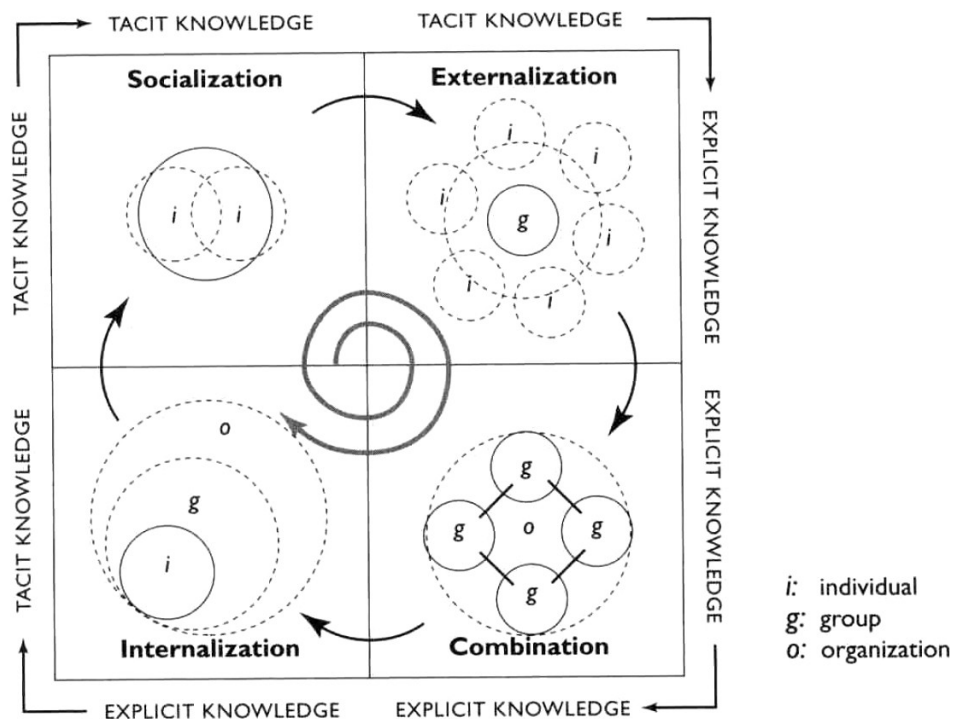 TACIT KNOWLEDGE
TACIT KNOWLEDGE
Socialization
Externalization
TACIT KNOWLEDGE
EXPLICIT KNOWLEDGE
i
i
i
i
i
i
i
i
g
TACIT KNOWLEDGE
EXPLICIT KNOWLEDGE
o
g
i
g
g
o
g
g
Internalization
Combination
EXPLICIT KNOWLEDGE
EXPLICIT KNOWLEDGE
i: individual
g: group
o: organization